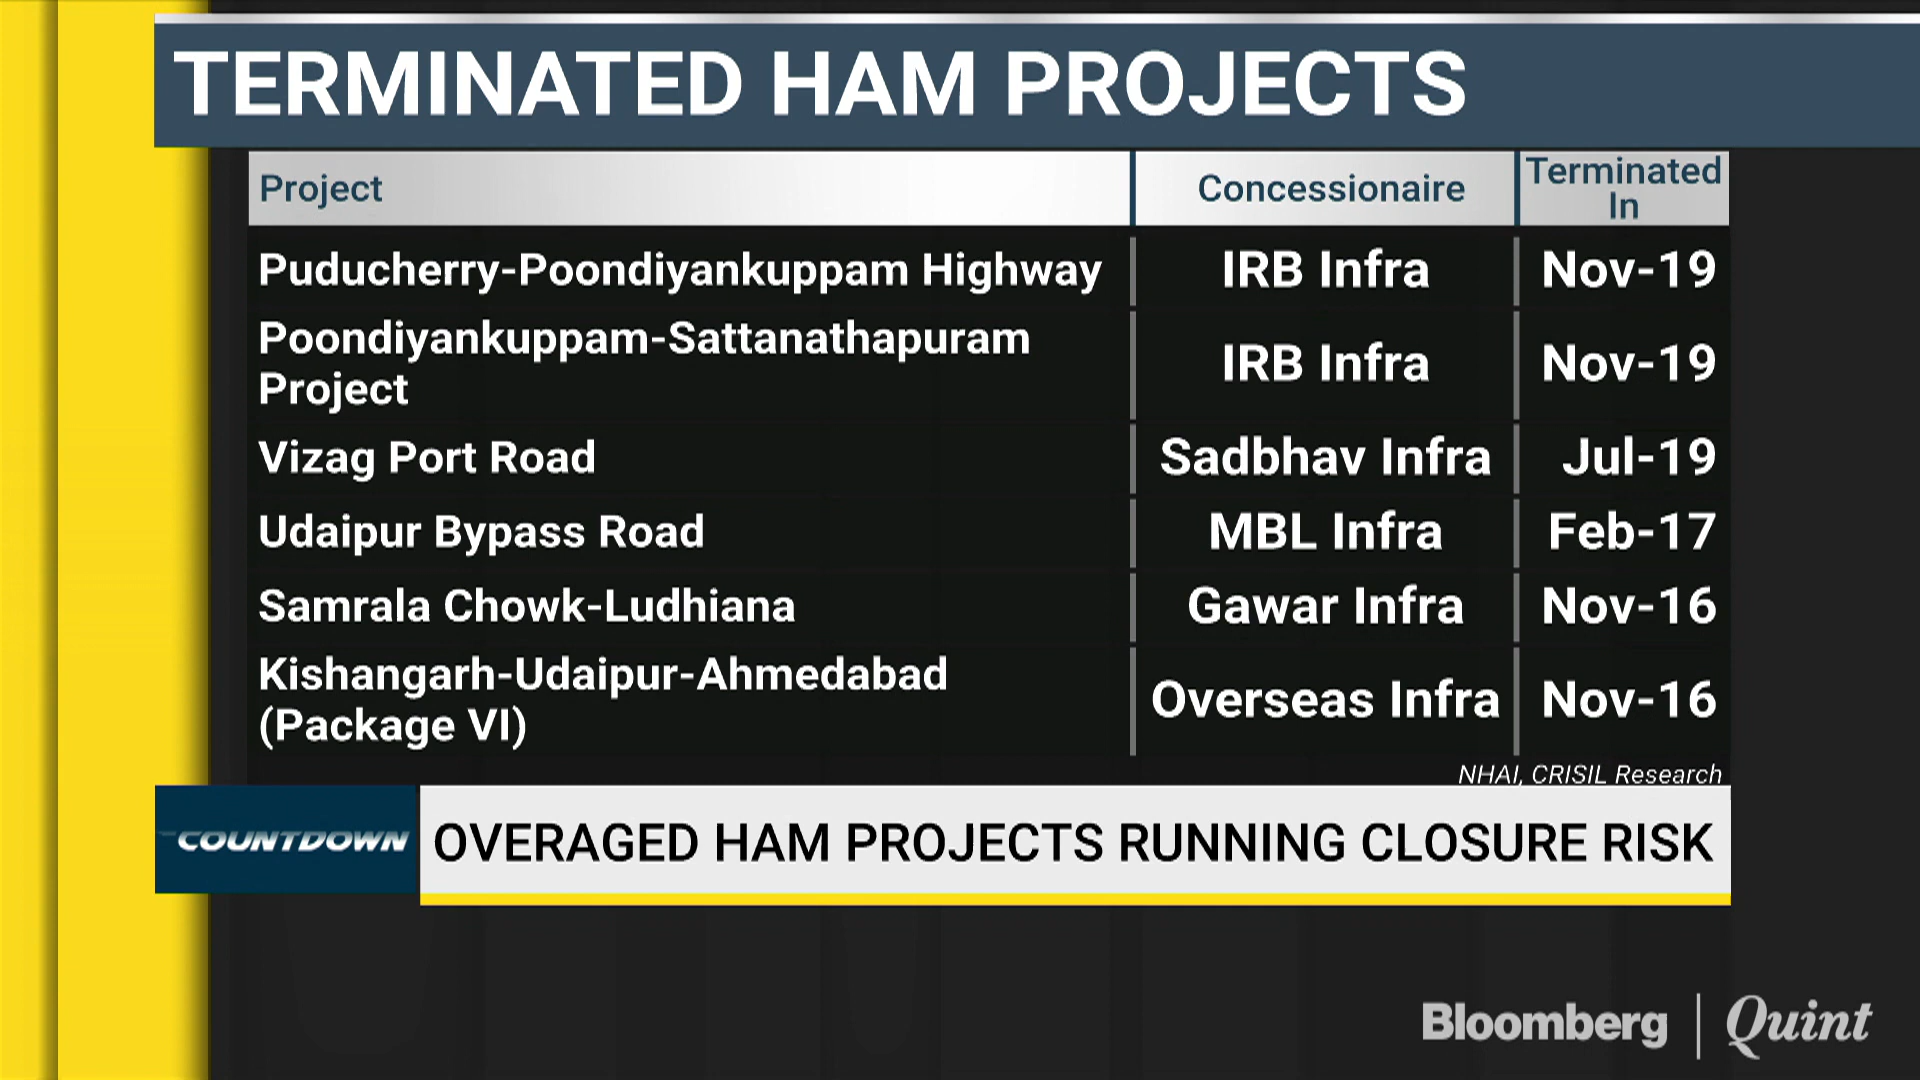 TERMINATED HAM PROJECTS
Project Concessionaire Terminated In
Puducherry-Poondiyankuppam Highway IRB Infra Nov-19
Poondiyankuppam-Sattanathapuram Project IRB Infra Nov-19
Vizag Port Road Sadbhav Infra Jul-19
Udaipur Bypass Road MBL Infra Feb-17
Samrala Chowk-Ludhiana Gawar Infra Nov-16
Kishangarh-Udaipur-Ahmedabad (Package VI) Overseas Infra Nov-16
NHAI, CRISIL Research
COUNTDOWN
OVERAGED HAM PROJECTS RUNNING CLOSURE RISK
Bloomberg | Quint